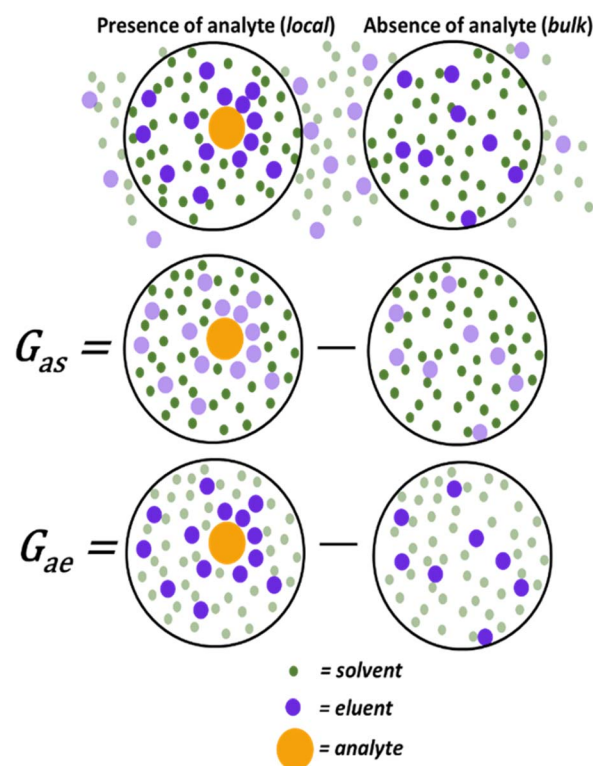 Presence of analyte (local) Absence of analyte (bulk)
Gas = −
Gae = −
= solvent
= eluent
= analyte